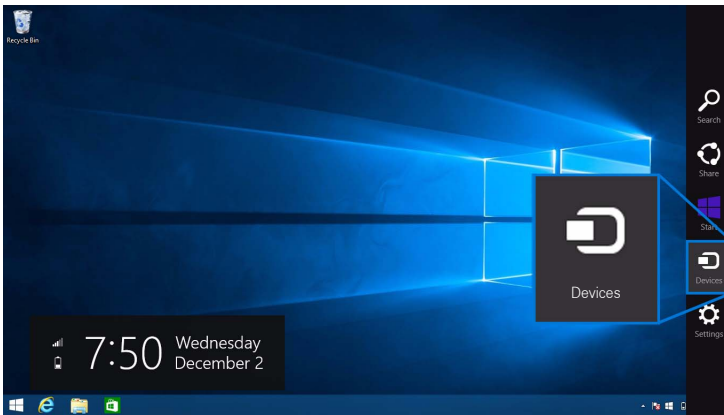 Recycle Bin
Search
Share
Start
Devices
Devices
Settings
7:50
Wednesday
December 2